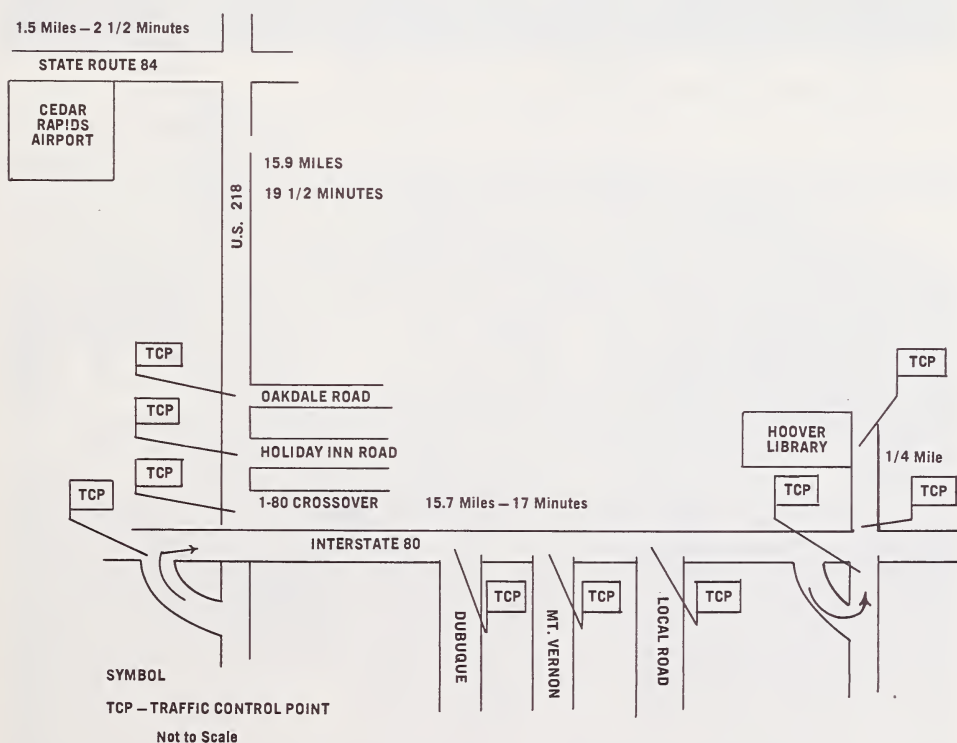 1.5 Miles – 2 1/2 Minutes
STATE ROUTE 84
CEDAR
RAPIDS
AIRPORT
15.9 MILES
19 1/2 MINUTES
U.S. 218
TCP
OAKDALE ROAD
TCP
HOLIDAY INN ROAD
TCP
1-80 CROSSOVER
TCP
15.7 Miles – 17 Minutes
INTERSTATE 80
TCP
HOOVER
LIBRARY
1/4 Mile
TCP
TCP
DUBUQUE
TCP
MT. VERNON
TCP
LOCAL ROAD
TCP
SYMBOL
TCP – TRAFFIC CONTROL POINT
Not to Scale